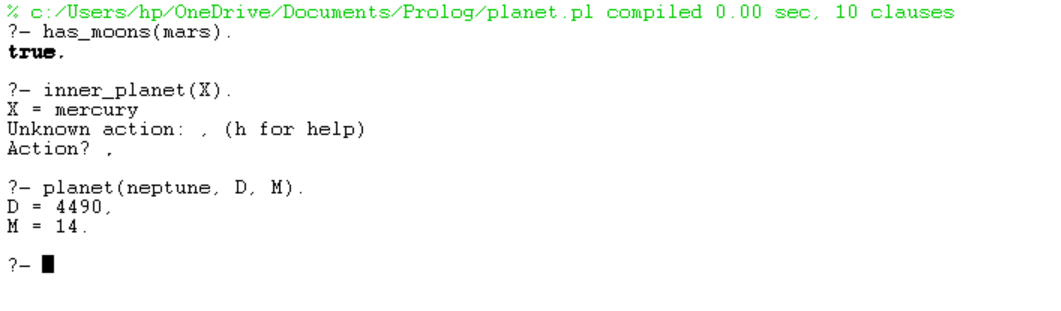 % c:/Users/hp/OneDrive/Documents/Prolog/planet.pl compiled 0.00 sec, 10 clauses
?- has_moons(mars).
true.
?- inner_planet(X).
X = mercury
Unknown action: , (h for help)
Action? ,
?- planet(neptune, D, M).
D = 4490,
M = 14.
?-